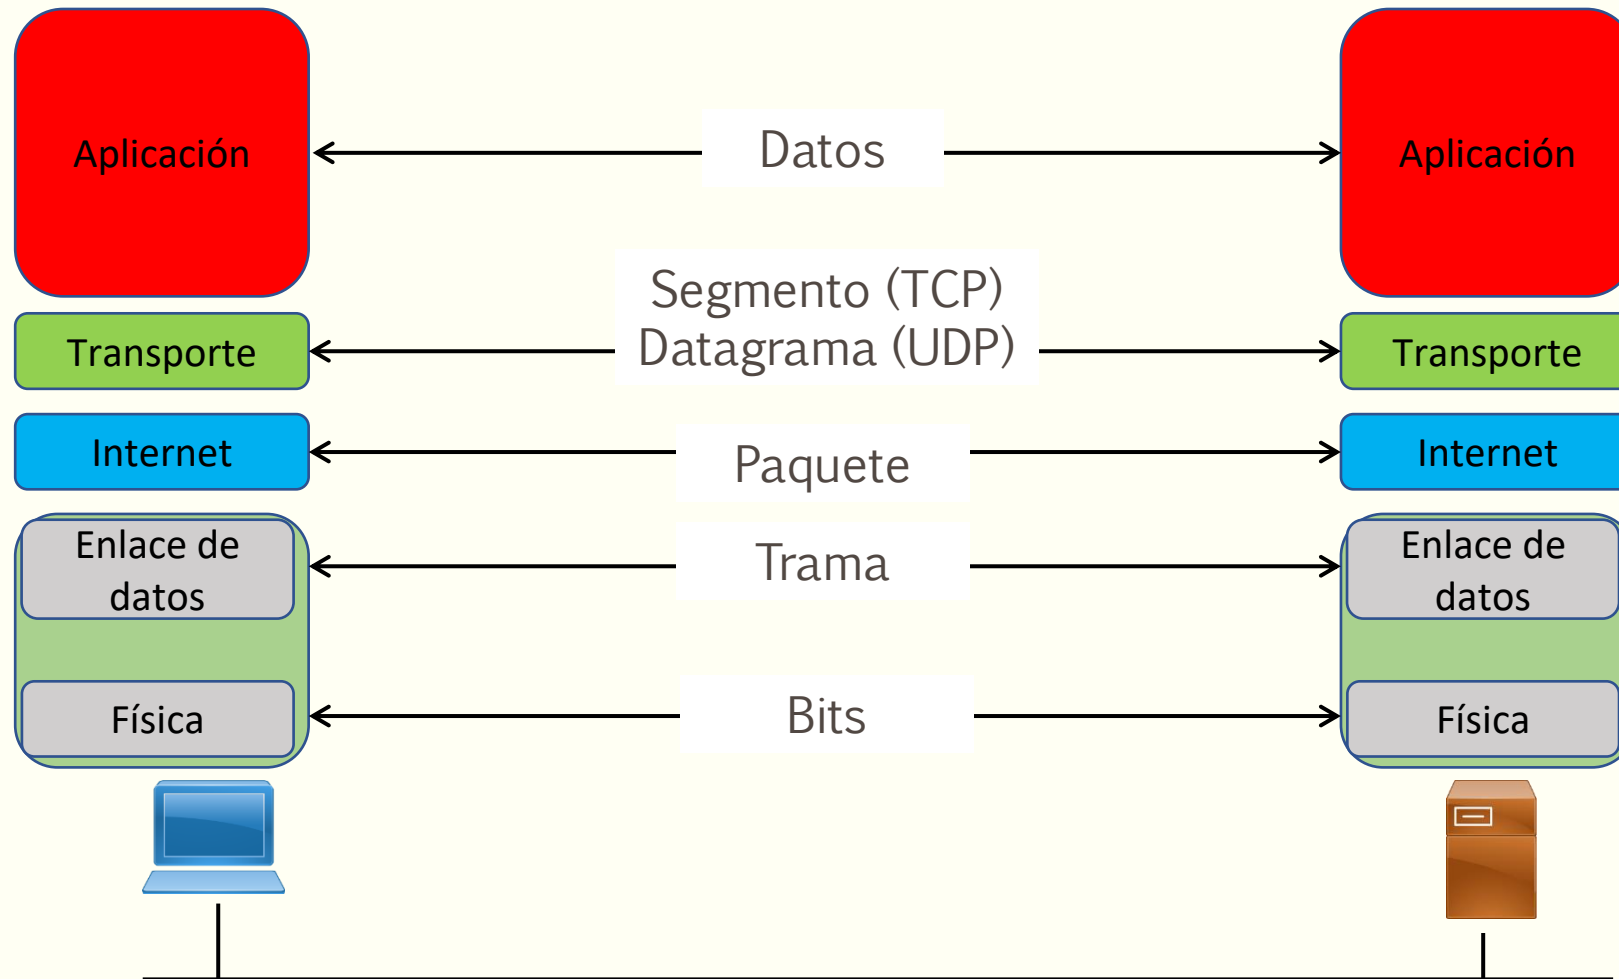 Aplicación
Datos
Aplicación
Segmento (TCP)
Datagrama (UDP)
Transporte
Transporte
Internet
Paquete
Internet
Enlace de
datos
Trama
Enlace de
datos
Física
Bits
Física